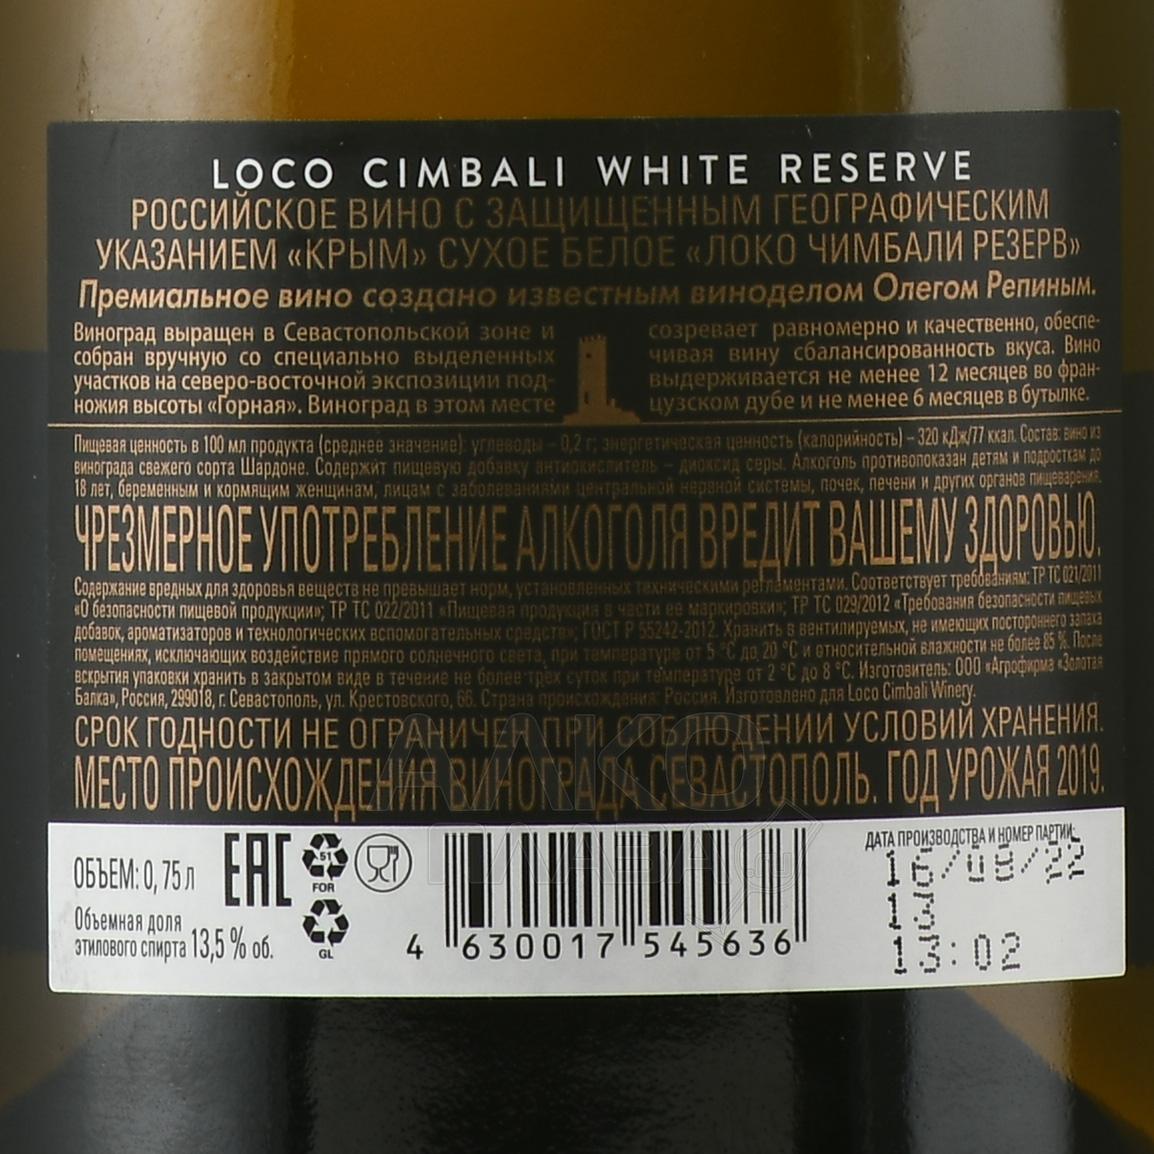 LOCO CIMBALI WHITE RESERVE
РОССИЙСКОЕ ВИНО С ЗАЩИЩЕННЫМ ГЕОГРАФИЧЕСКИМ
УКАЗАНИЕМ «КРЫМ» СУХОЕ БЕЛОЕ «ЛОКО ЧИМБАЛИ РЕЗЕРВ»
Премиальное вино создано известным виноделом Олегом Репиным.
Виноград выращен в Севастопольской зоне и
собран вручную со специально выделенных
участков на северо-восточной экспозиции под-
ножия высоты «Горная». Виноград в этом месте
созревает равномерно и качественно, обеспе-
чивая вину сбалансированность вкуса. Вино
выдерживается не менее 12 месяцев во фран-
цузском дубе и не менее 6 месяцев в бутылке.
Пищевая ценность в 100 мл продукта (среднее значение): углеводы – 0,2 г; энергетическая ценность (калорийность) – 320 кДж/77 ккал. Состав: вино из
винограда свежего сорта Шардоне. Содержит пищевую добавку антиокислитель – диоксид серы. Алкоголь противопоказан детям и подросткам до
18 лет, беременным и кормящим женщинам, лицам с заболеваниями центральной нервной системы, почек, печени и других органов пищеварения.
ЧРЕЗМЕРНОЕ УПОТРЕБЛЕНИЕ АЛКОГОЛЯ ВРЕДИТ ВАШЕМУ ЗДОРОВЬЮ.
Содержание вредных для здоровья веществ не превышает норм, установленных техническими регламентами. Соответствует требованиям: ТР ТС 021/2011
«О безопасности пищевой продукции»; ТР ТС 022/2011 «Пищевая продукция в части ее маркировки»; ТР ТС 029/2012 «Требования безопасности пищевых
добавок, ароматизаторов и технологических вспомогательных средств»; ГОСТ Р 55242-2012. Хранить в вентилируемых, не имеющих постороннего запаха
помещениях, исключающих воздействие прямого солнечного света, при температуре от 5 °С до 20 °С и относительной влажности не более 85 %. После
вскрытия упаковки хранить в закрытом виде в течение не более трёх суток при температуре от 2 °С до 8 °С. Изготовитель: ООО «Агрофирма «Золотая
Балка», Россия, 299018, г. Севастополь, ул. Крестовского, 66. Страна происхождения: Россия. Изготовлено для Loco Cimbali Winery.
СРОК ГОДНОСТИ НЕ ОГРАНИЧЕН ПРИ СОБЛЮДЕНИИ УСЛОВИЙ ХРАНЕНИЯ.
МЕСТО ПРОИСХОЖДЕНИЯ ВИНОГРАДА СЕВАСТОПОЛЬ. ГОД УРОЖАЯ 2019.
ОБЪЕМ: 0,75 л
Объемная доля
этилового спирта 13,5 % об.
EAC
51
FOR
GL
4 630017 545636
ДАТА ПРОИЗВОДСТВА И НОМЕР ПАРТИИ:
16/08/22
13
13:02
АЛКО
ПЛАЗА.ru